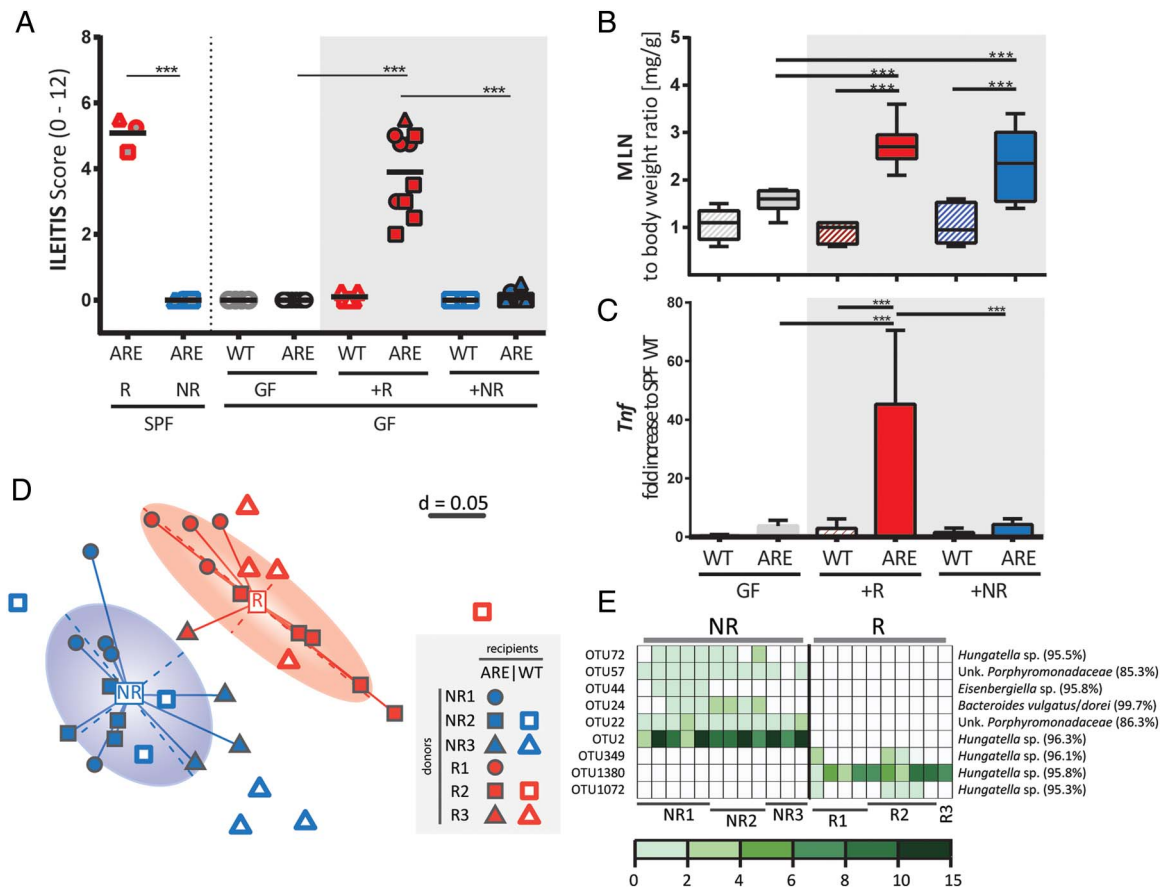 A
ILEITIS Score (0 - 12)
8
6
4
2
0
***
***
***
ARE ARE WT ARE WT ARE WT ARE
R NR GF +R +NR
SPF GF
B
MLN
to body weight ratio [mg/g]
5
4
3
2
1
***
***
***
***
C
Tnf
fold increase to SPF WT
80
60
40
20
0
***
***
***
WT ARE WT ARE WT ARE
GF +R +NR
D
d = 0.05
R
NR
recipients
ARE|WT
donors
NR1
NR2
NR3
R1
R2
R3
E
NR R
OTU72 Hungatella sp. (95.5%)
OTU57 Unk. Porphyromonadaceae (85.3%)
OTU44 Eisenbergiella sp. (95.8%)
OTU24 Bacteroides vulgatus/dorei (99.7%)
OTU22 Unk. Porphyromonadaceae (86.3%)
OTU2 Hungatella sp. (96.3%)
OTU349 Hungatella sp. (96.1%)
OTU1380 Hungatella sp. (95.8%)
OTU1072 Hungatella sp. (95.3%)
NR1 NR2 NR3 R1 R2 R3
0 2 4 6 8 10 15